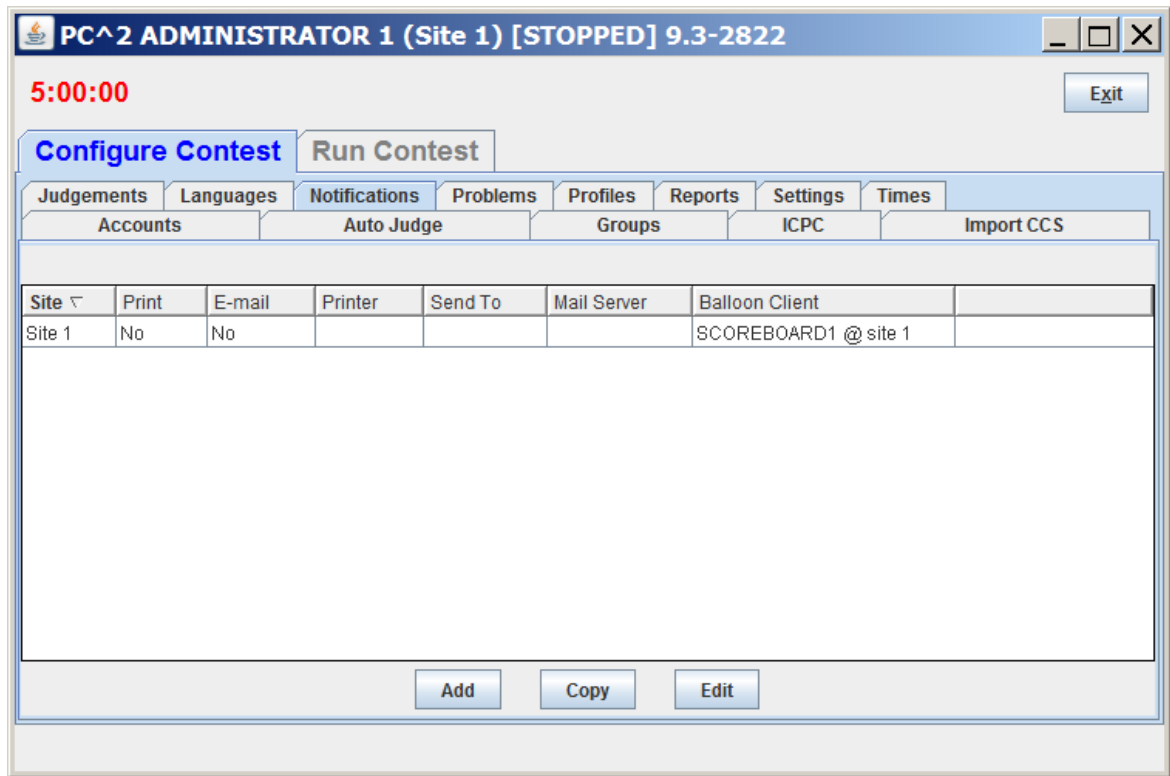 PC^2 ADMINISTRATOR 1 (Site 1) [STOPPED] 9.3-2822
5:00:00 Exit
Configure Contest Run Contest
Judgements Languages Notifications Problems Profiles Reports Settings Times
Accounts Auto Judge Groups ICPC Import CCS
Site Print E-mail Printer Send To Mail Server Balloon Client
Site 1 No No SCOREBOARD1 @ site 1
Add Copy Edit